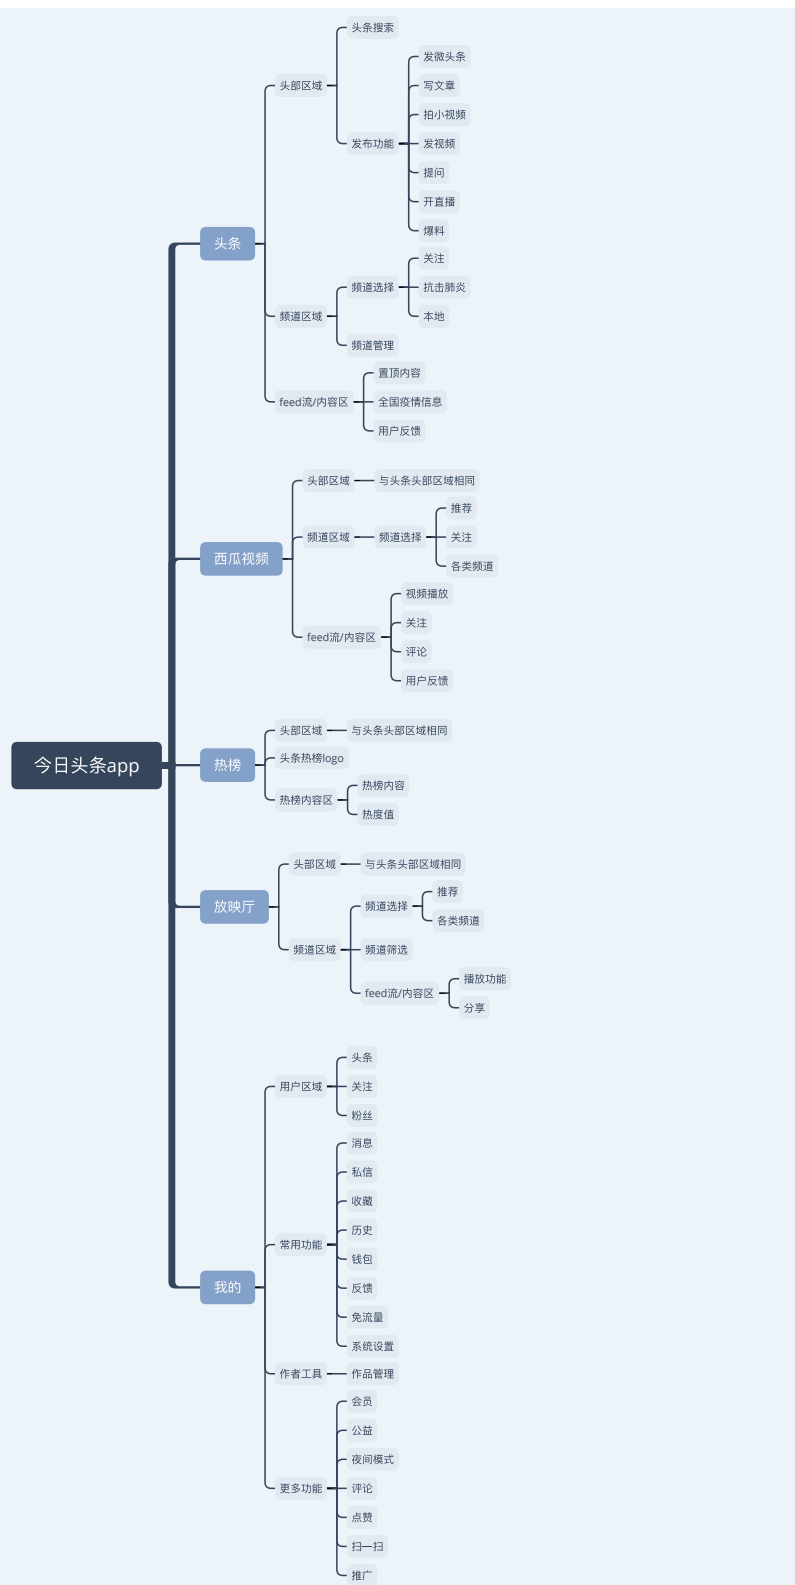 今日头条app
头条
头部区域
头条搜索
发布功能
发微头条
写文章
拍小视频
发视频
提问
开直播
爆料
频道区域
频道选择
关注
抗击肺炎
本地
频道管理
feed流/内容区
置顶内容
全国疫情信息
用户反馈
西瓜视频
头部区域
与头条头部区域相同
频道区域
频道选择
推荐
关注
各类频道
feed流/内容区
视频播放
关注
评论
用户反馈
热榜
头部区域
与头条头部区域相同
头条热榜logo
热榜内容区
热榜内容
热度值
放映厅
头部区域
与头条头部区域相同
频道区域
频道选择
推荐
各类频道
频道筛选
feed流/内容区
播放功能
分享
我的
用户区域
头条
关注
粉丝
常用功能
消息
私信
收藏
历史
钱包
反馈
免流量
系统设置
作者工具
作品管理
更多功能
会员
公益
夜间模式
评论
点赞
扫一扫
推广